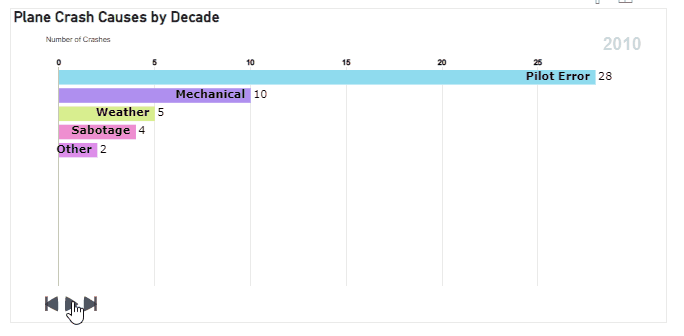 Plane Crash Causes by Decade
Number of Crashes
2010
0 5 10 15 20 25
Pilot Error 28
Mechanical 10
Weather 5
Sabotage 4
Other 2